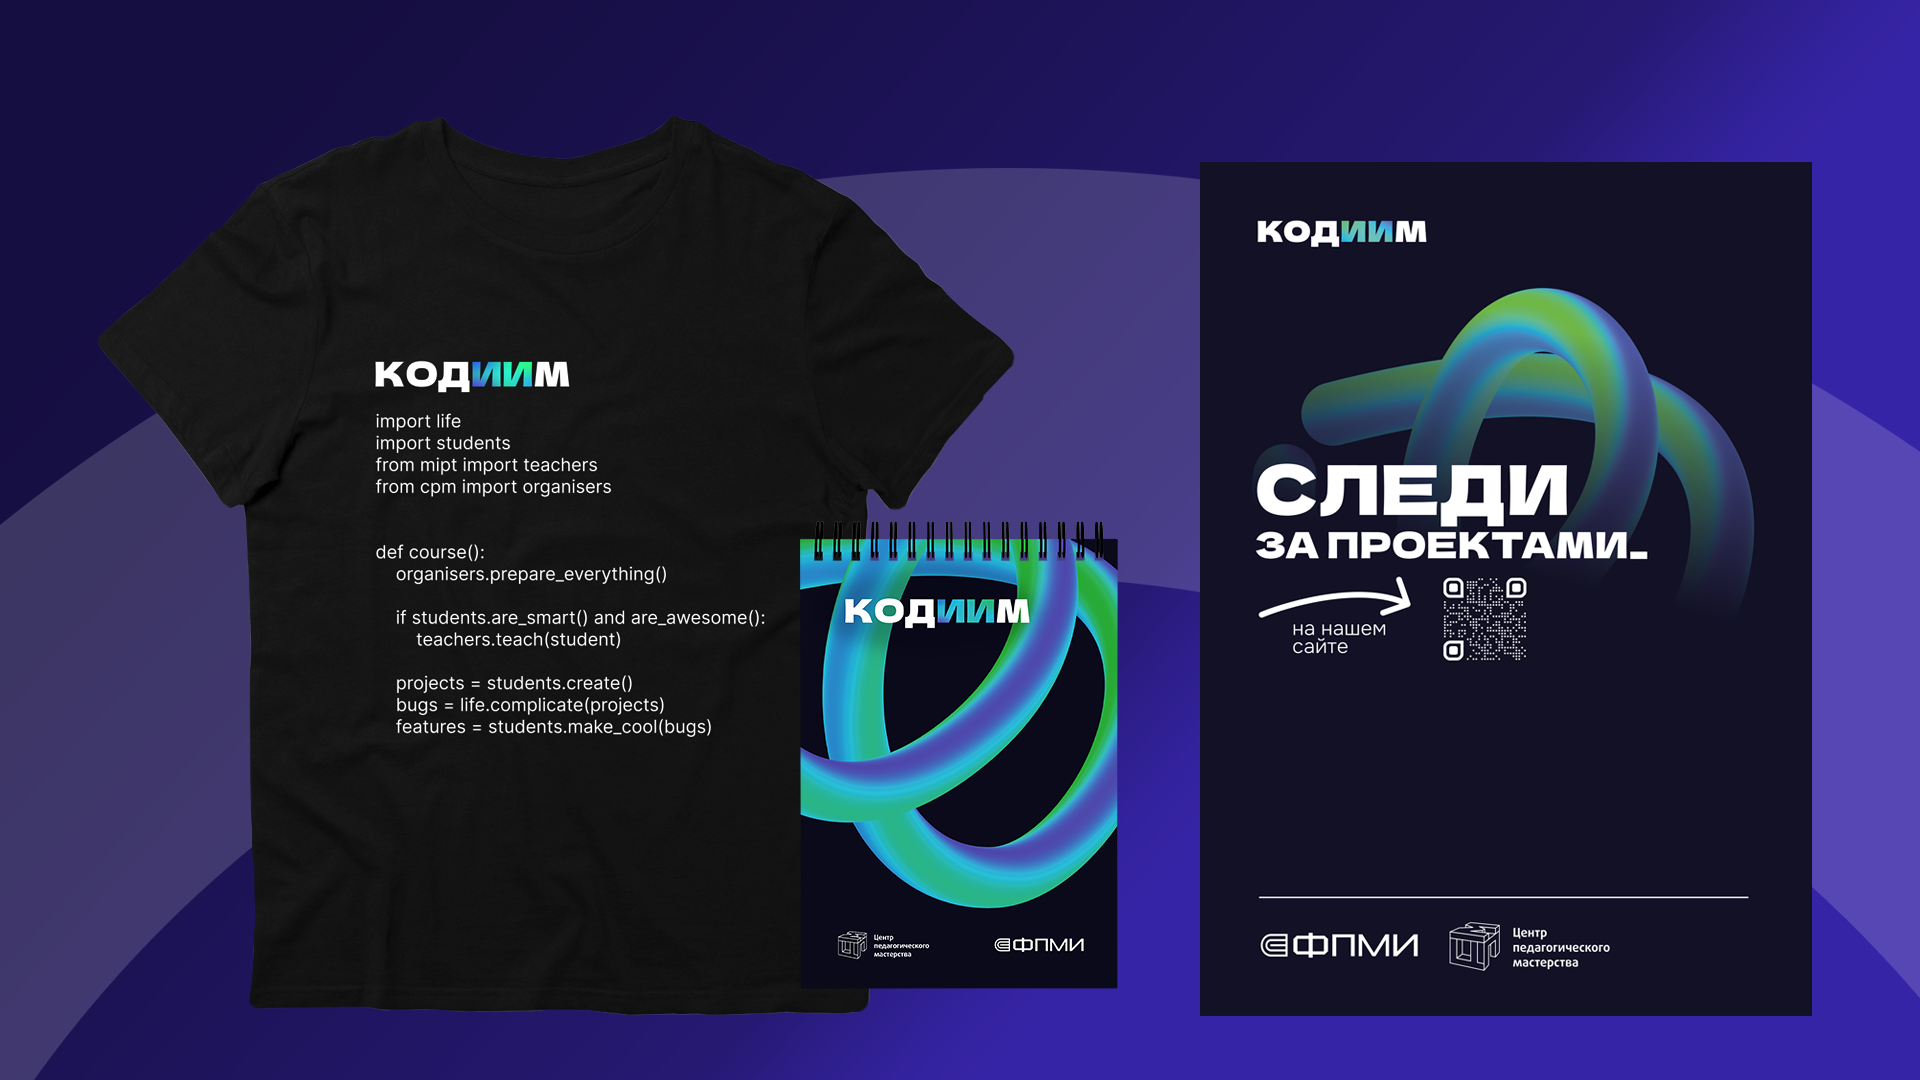 КОДИИМ
import life
import students
from mipt import teachers
from cpm import organisers
def course():
organisers.prepare_everything()
if students.are_smart() and are_awesome():
teachers.teach(student)
projects = students.create()
bugs = life.complicate(projects)
features = students.make_cool(bugs)
КОДИИМ
Центр
педагогического
мастерства
ФПМИ
КОДИИМ
СЛЕДИ
ЗА ПРОЕКТАМИ_
на нашем
сайте
ФПМИ
Центр
педагогического
мастерства